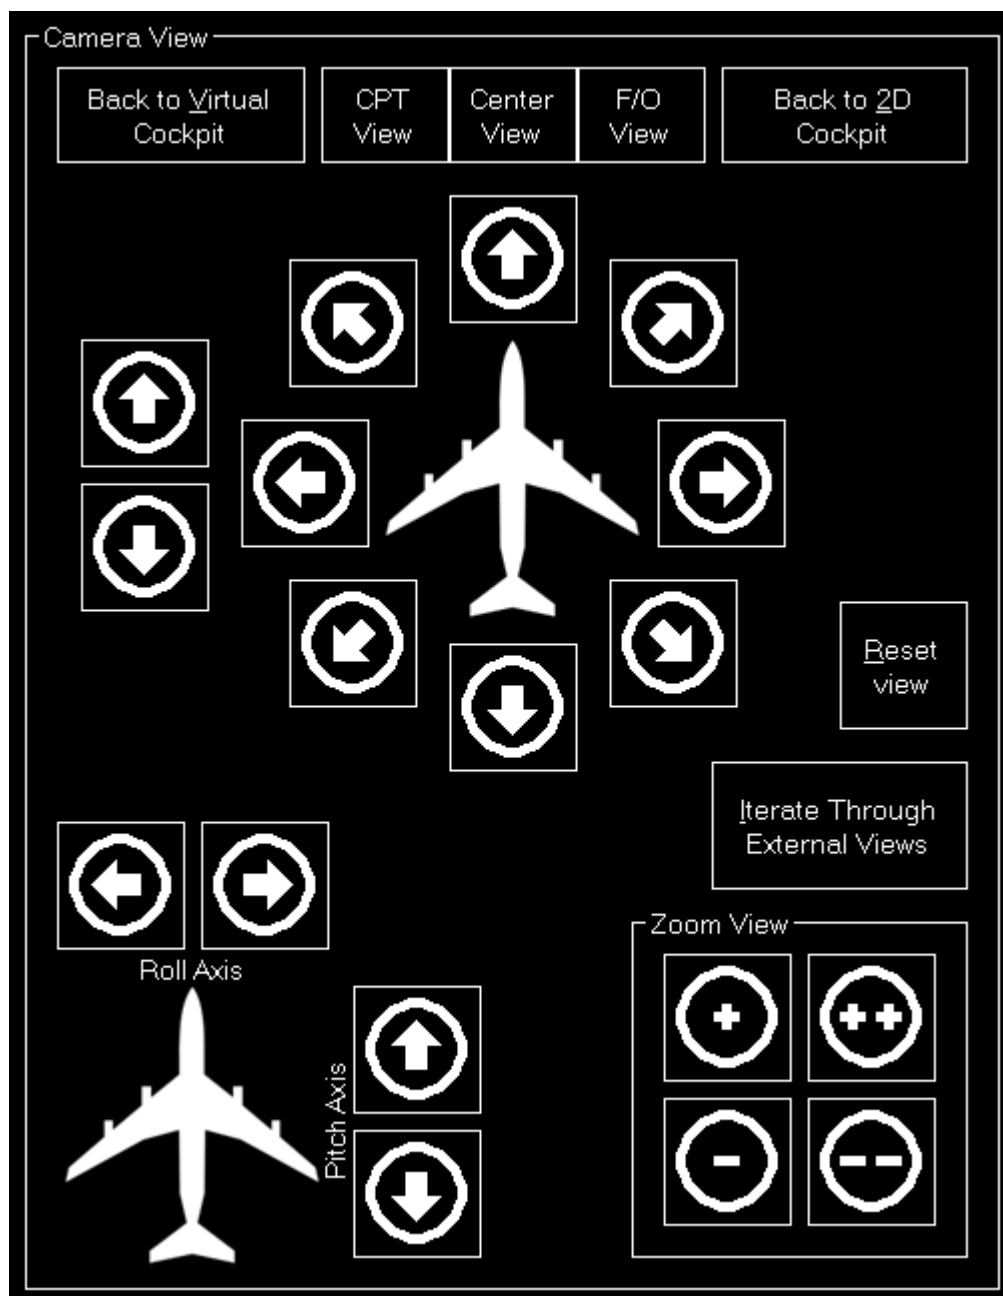 Camera View
Back to Virtual
Cockpit
CPT
View
Center
View
F/O
View
Back to 2D
Cockpit
Reset
view
Iterate Through
External Views
Roll Axis
Pitch Axis
Zoom View
+
++
-
--